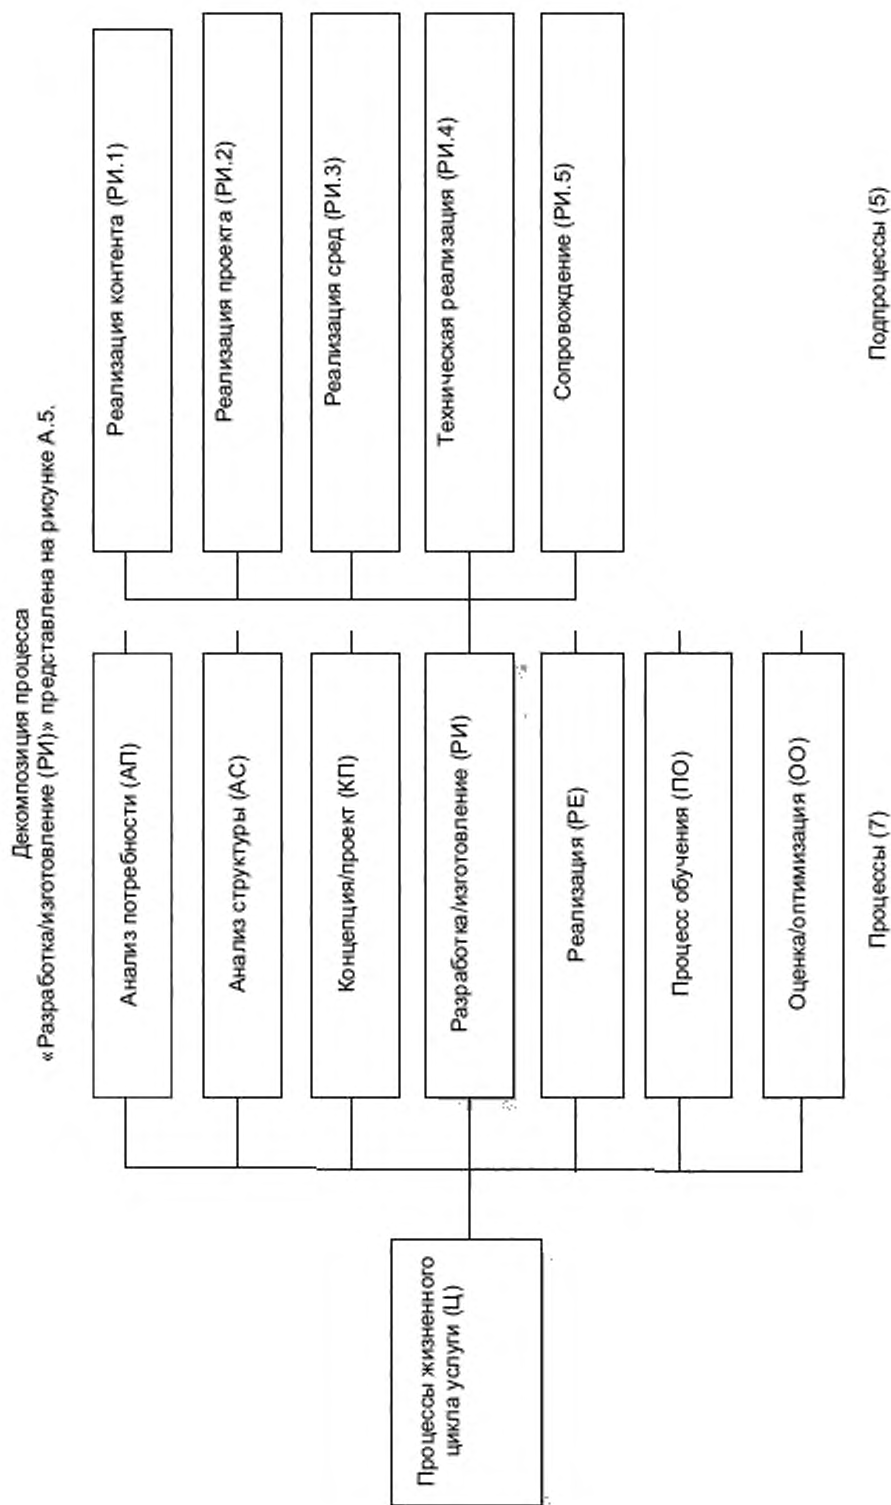 Декомпозиция процесса
«Разработка/изготовление (РИ)» представлена на рисунке А.5.
Процессы жизненного
цикла услуги (Ц)
Анализ потребности (АП)
Анализ структуры (АС)
Концепция/проект (КП)
Разработка/изготовление (РИ)
Реализация (РЕ)
Процесс обучения (ПО)
Оценка/оптимизация (ОО)
Процессы (7)
Реализация контента (РИ.1)
Реализация проекта (РИ.2)
Реализация сред (РИ.3)
Техническая реализация (РИ.4)
Сопровождение (РИ.5)
Подпроцессы (5)